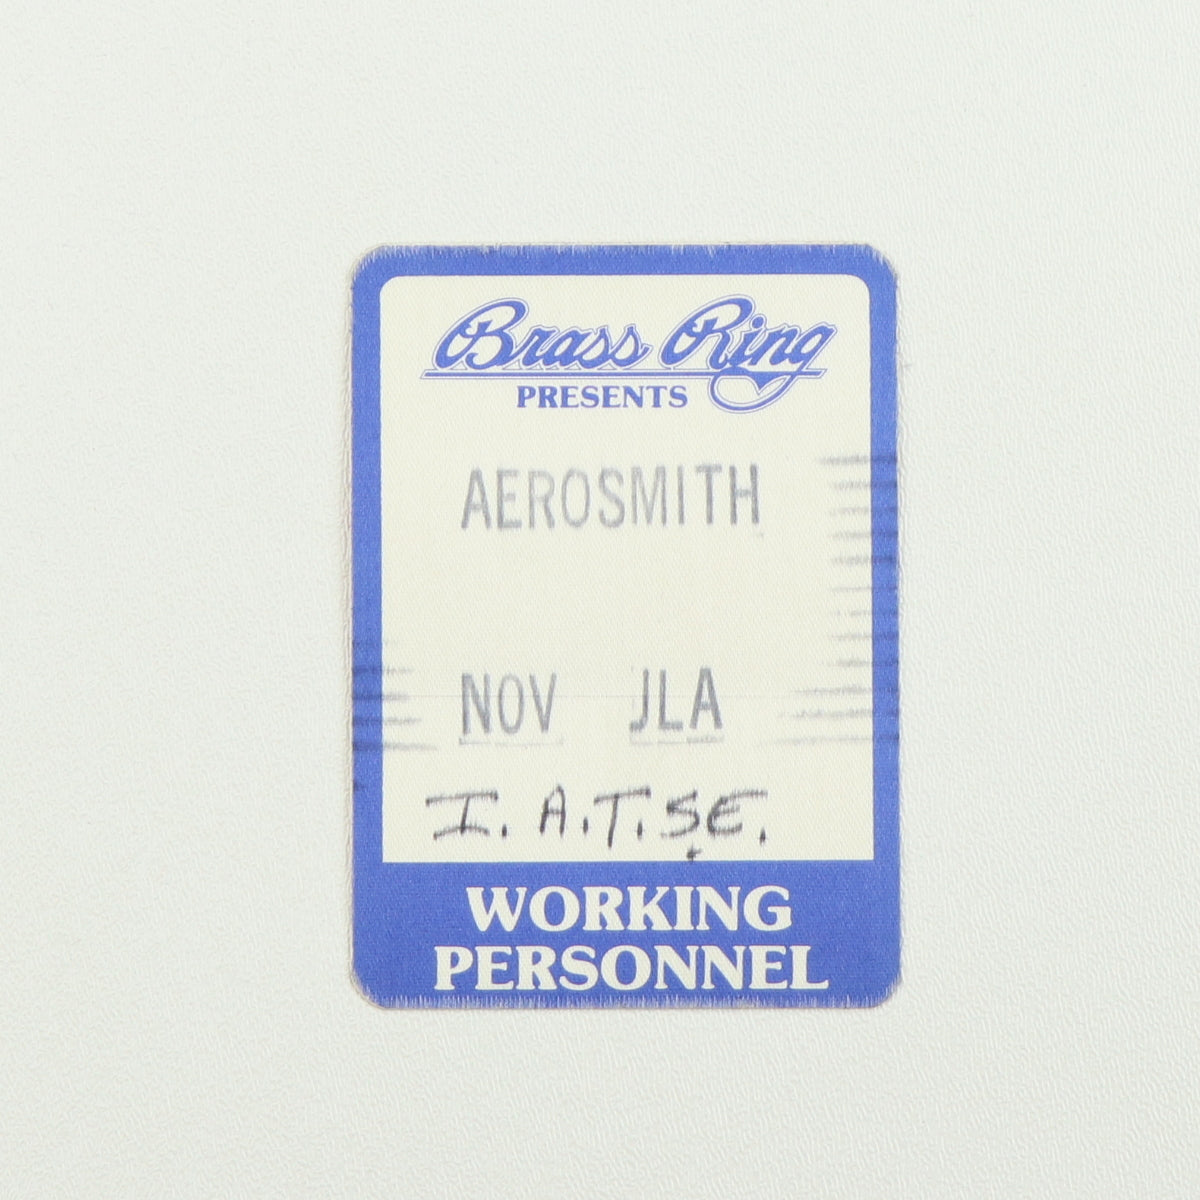 Brass Ring
PRESENTS
AEROSMITH
NOV JLA
I.A.T.S.E.
WORKING
PERSONNEL